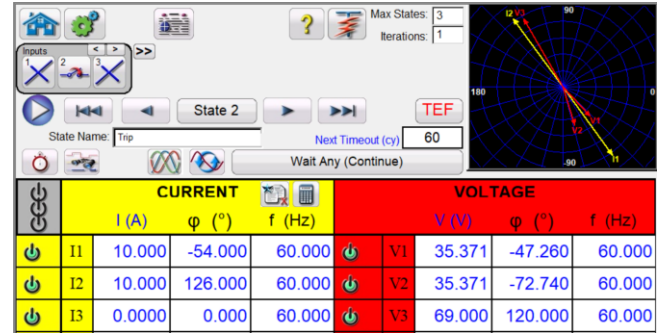 Max States: 3
Iterations: 1
Inputs
< > >>
1 2 3
State 2
TEF
State Name: Trip
Next Timeout (cy) 60
Wait Any (Continue)
I2 V3 90
180 0
V1
V2
-90 I1
CURRENT VOLTAGE
I (A) φ (°) f (Hz) V (V) φ (°) f (Hz)
I1 10.000 -54.000 60.000 V1 35.371 -47.260 60.000
I2 10.000 126.000 60.000 V2 35.371 -72.740 60.000
I3 0.0000 0.000 60.000 V3 69.000 120.000 60.000